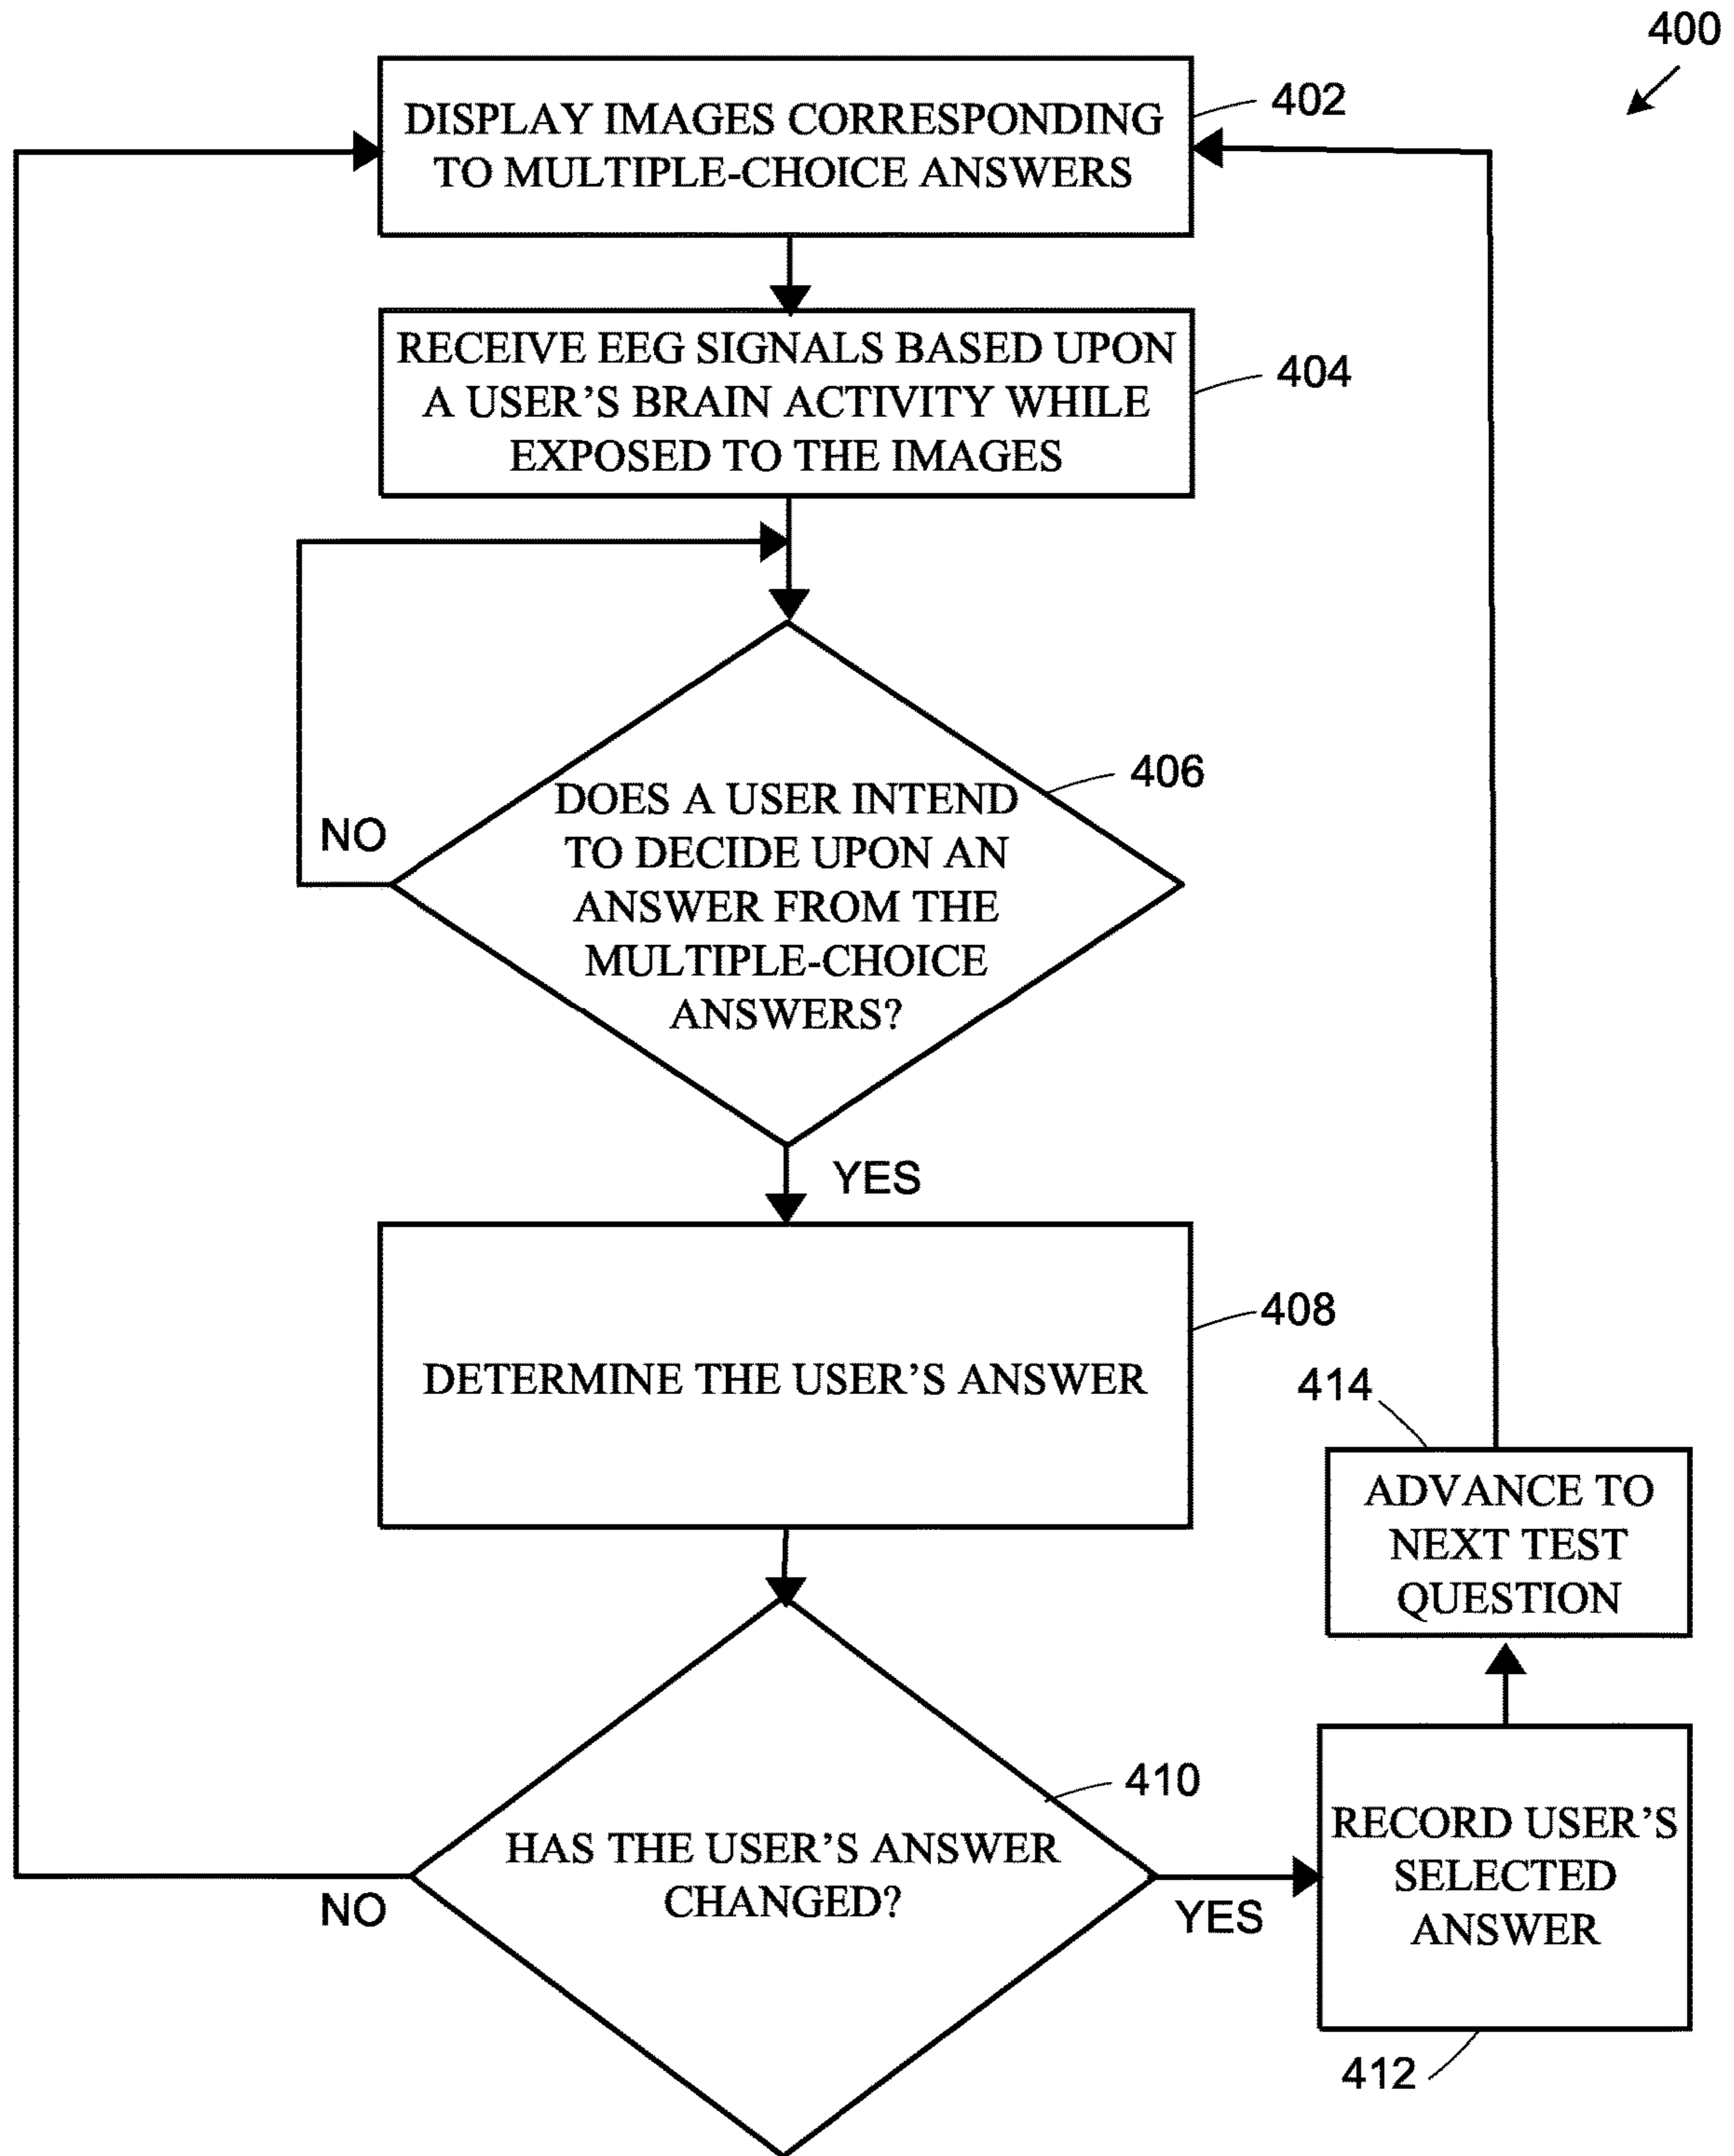 400
DISPLAY IMAGES CORRESPONDING
TO MULTIPLE-CHOICE ANSWERS
402
RECEIVE EEG SIGNALS BASED UPON
A USER'S BRAIN ACTIVITY WHILE
EXPOSED TO THE IMAGES
404
DOES A USER INTEND
TO DECIDE UPON AN
ANSWER FROM THE
MULTIPLE-CHOICE
ANSWERS?
406
NO
YES
DETERMINE THE USER'S ANSWER
408
HAS THE USER'S ANSWER
CHANGED?
410
NO
YES
RECORD USER'S
SELECTED
ANSWER
412
414
ADVANCE TO
NEXT TEST
QUESTION